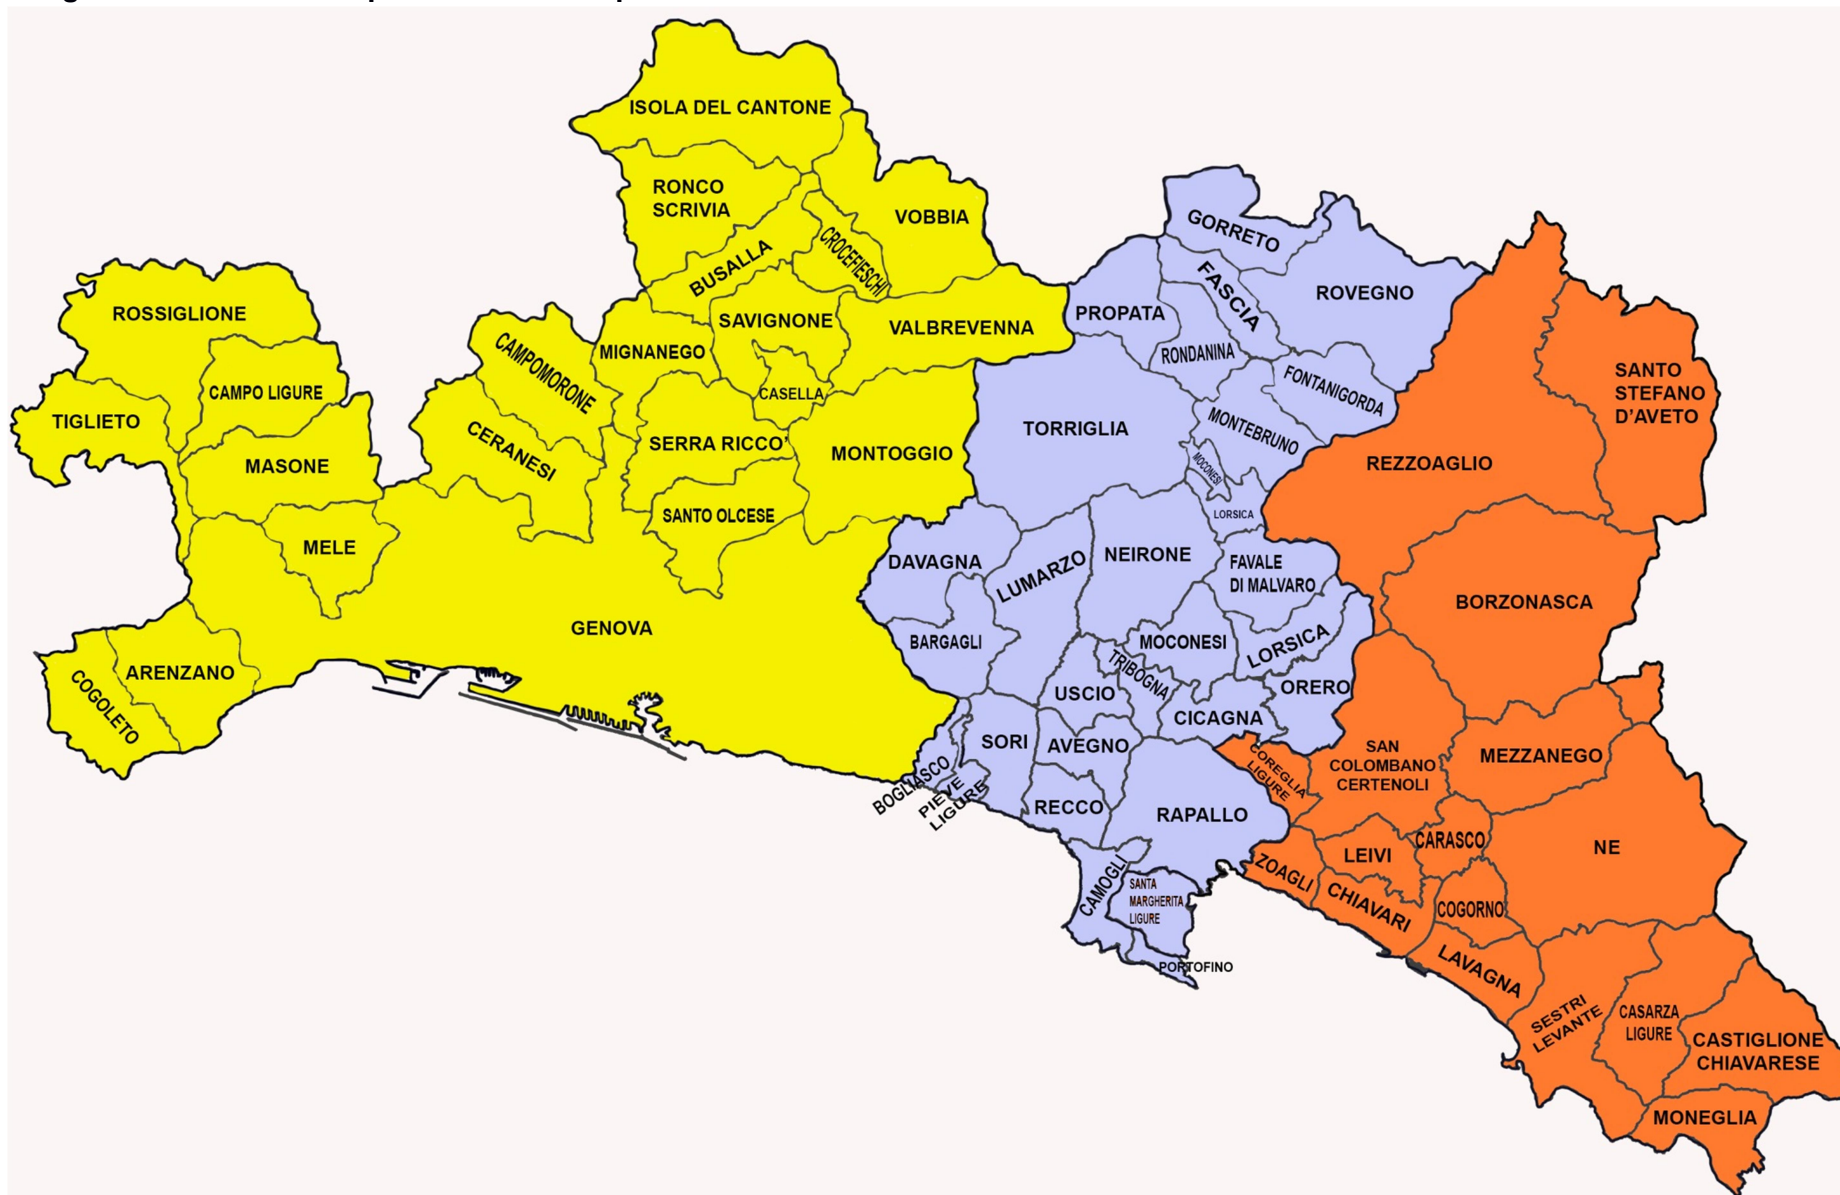 ISOLA DEL CANTONE
RONCO
SCRIVIA
VOBBIA
CROCEFIESCHI
BUSALLA
ROSSIGLIONE
CAMPO LIGURE
TIGLIETO
MASONE
MELE
ARENZANO
COGOLETO
CAMPOMORONE
CERANESI
MIGNANEGO
SAVIGNONE
VALBREVENNA
CASELLA
SERRA RICCO'
MONTOGGIO
SANTO OLCESE
GENOVA
GORRETO
FASCIA
ROVEGNO
PROPATA
RONDANINA
FONTANIGORDA
TORRIGLIA
MONTEBRUNO
MOCONESI
LORSICA
DAVAGNA
LUMARZO
NEIRONE
FAVALE
DI MALVARO
BARGAGLI
MOCONESI
LORSICA
TRIBOGNA
USCIO
ORERO
CICAGNA
SORI
AVEGNO
BOGLIASCO
PIEVE
LIGURE
RECCO
RAPALLO
CAMOGLI
SANTA
MARGHERITA
LIGURE
PORTOFINO
SANTO
STEFANO
D'AVETO
REZZOAGLIO
BORZONASCA
COREGLIA
LIGURE
SAN
COLOMBANO
CERTENOLI
MEZZANEGO
ZOAGLI
LEIVI
CARASCO
NE
CHIAVARI
COGORNO
LAVAGNA
SESTRI
LEVANTE
CASARZA
LIGURE
CASTIGLIONE
CHIAVARESE
MONEGLIA